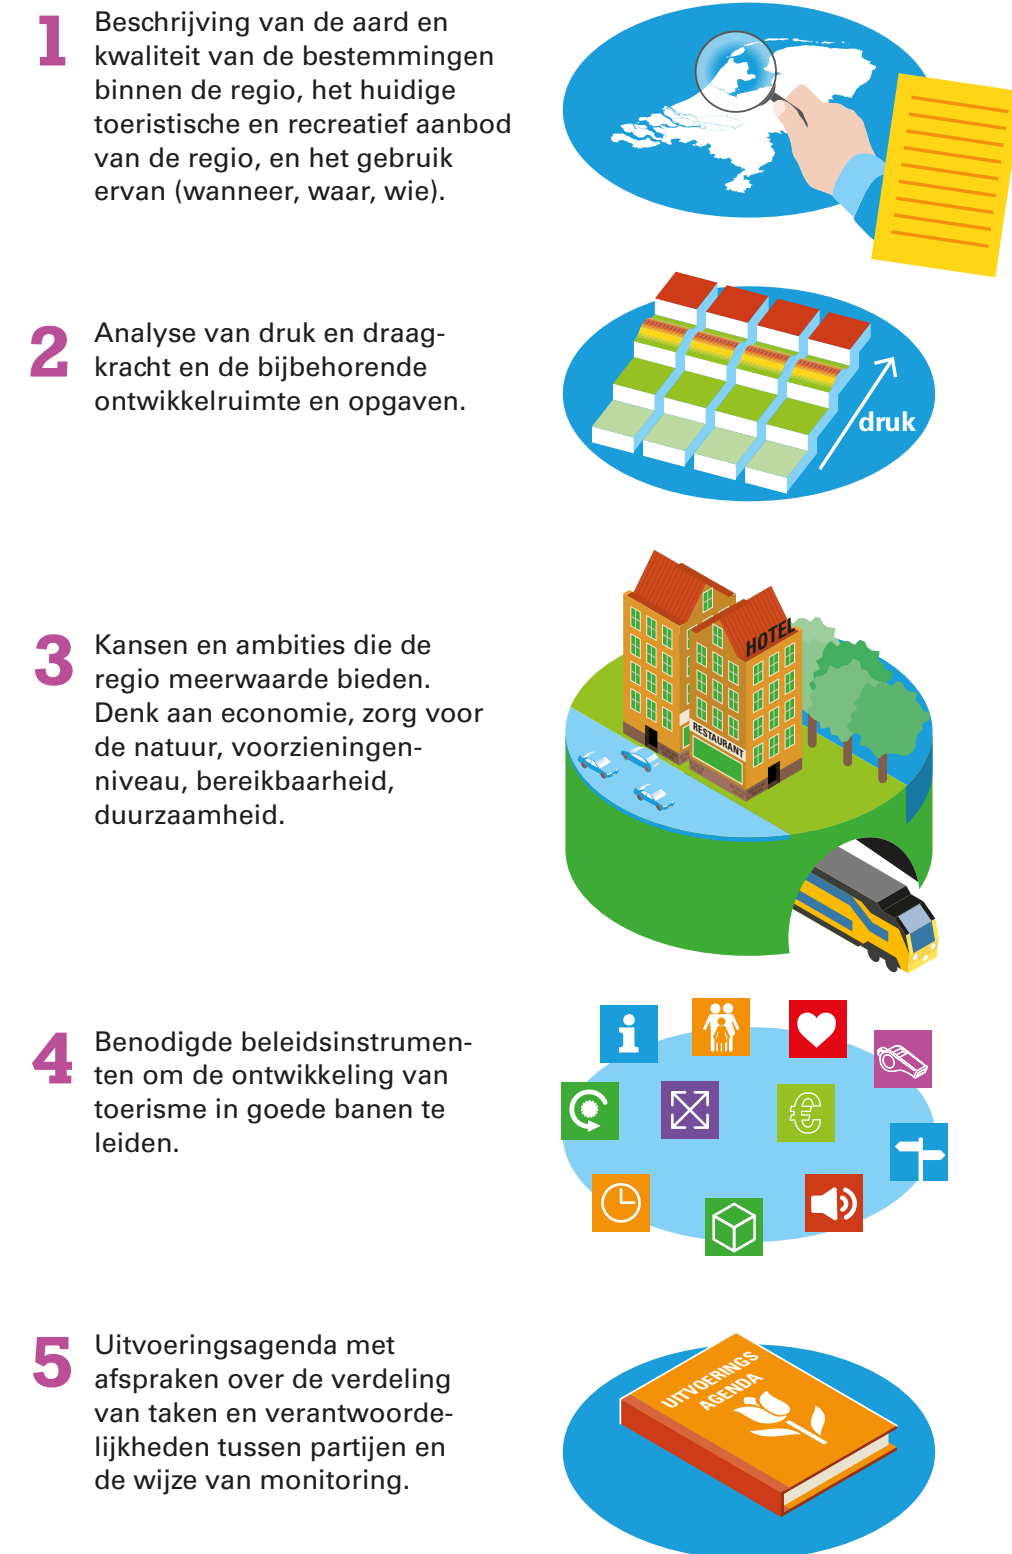 1
Beschrijving van de aard en
kwaliteit van de bestemmingen
binnen de regio, het huidige
toeristische en recreatief aanbod
van de regio, en het gebruik
ervan (wanneer, waar, wie).
2
Analyse van druk en draag-
kracht en de bijbehorende
ontwikkelruimte en opgaven.
druk
3
Kansen en ambities die de
regio meerwaarde bieden.
Denk aan economie, zorg voor
de natuur, voorzieningen-
niveau, bereikbaarheid,
duurzaamheid.
HOTEL
RESTAURANT
4
Benodigde beleidsinstrumen-
ten om de ontwikkeling van
toerisme in goede banen te
leiden.
i
€
5
Uitvoeringsagenda met
afspraken over de verdeling
van taken en verantwoorde-
lijkheden tussen partijen en
de wijze van monitoring.
UITVOERINGS
AGENDA